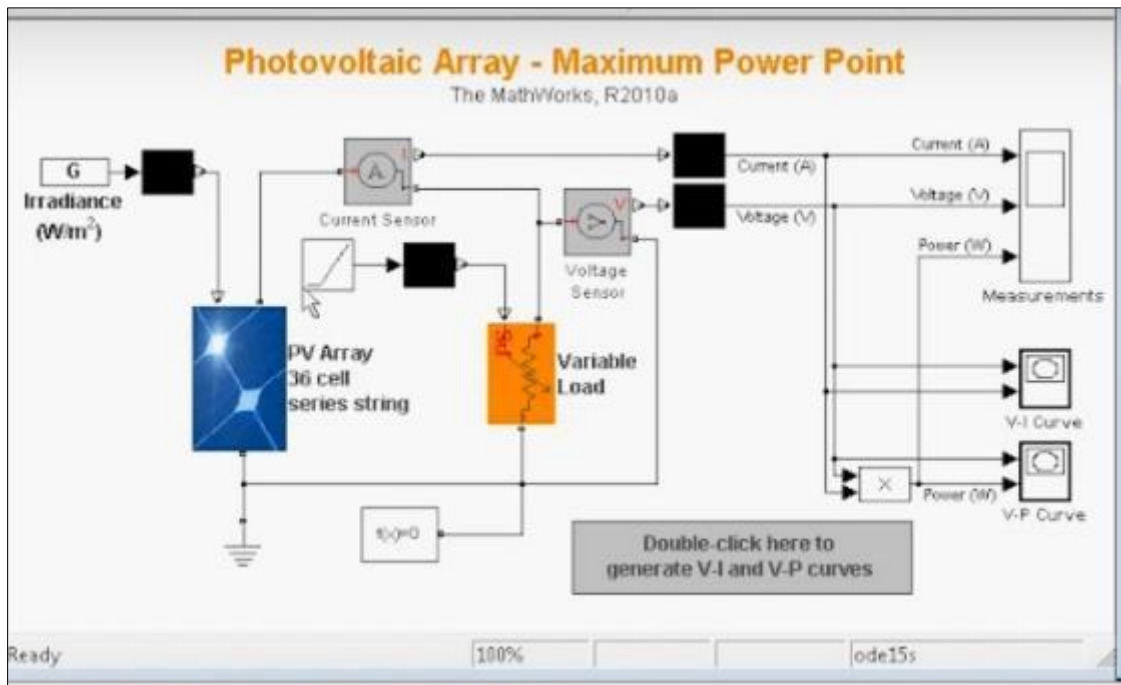 Photovoltaic Array - Maximum Power Point
The MathWorks, R2010a
G
Irradiance
(W/m²)
A
I
Current Sensor
Current (A)
Current (A)
V
Voltage (V)
Voltage (V)
Voltage
Sensor
Power (W)
Measurements
PV Array
36 cell
series string
PS
Variable
Load
V-I Curve
X
Power (W)
V-P Curve
f(x)=0
Double-click here to
generate V-I and V-P curves
Ready
100%
ode15s